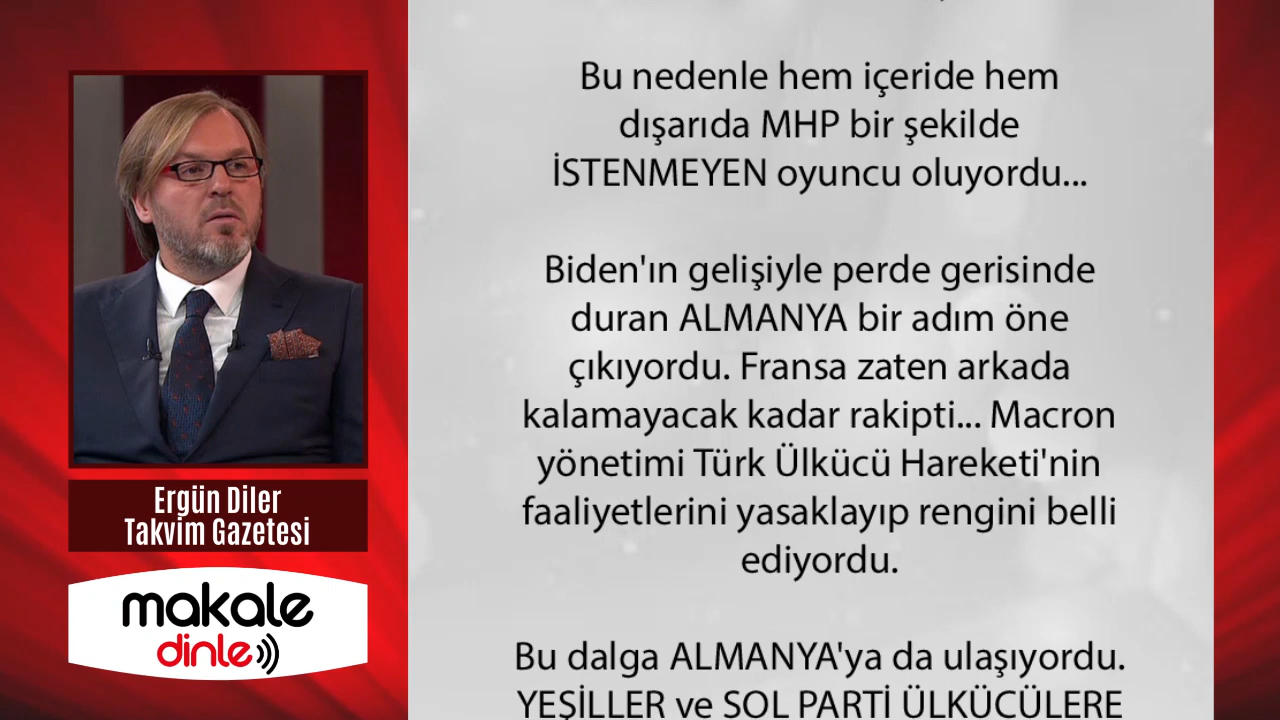 Bu nedenle hem içeride hem
dışarıda MHP bir şekilde
İSTENMEYEN oyuncu oluyordu...
Biden'ın gelişiyle perde gerisinde
duran ALMANYA bir adım öne
çıkıyordu. Fransa zaten arkada
kalamayacak kadar rakipti... Macron
yönetimi Türk Ülkücü Hareketi'nin
faaliyetlerini yasaklayıp rengini belli
ediyordu.
Bu dalga ALMANYA'ya da ulaşıyordu.
YEŞİLLER ve SOL PARTİ ÜLKÜCÜLERE
Ergün Diler
Takvim Gazetesi
makale
dinle